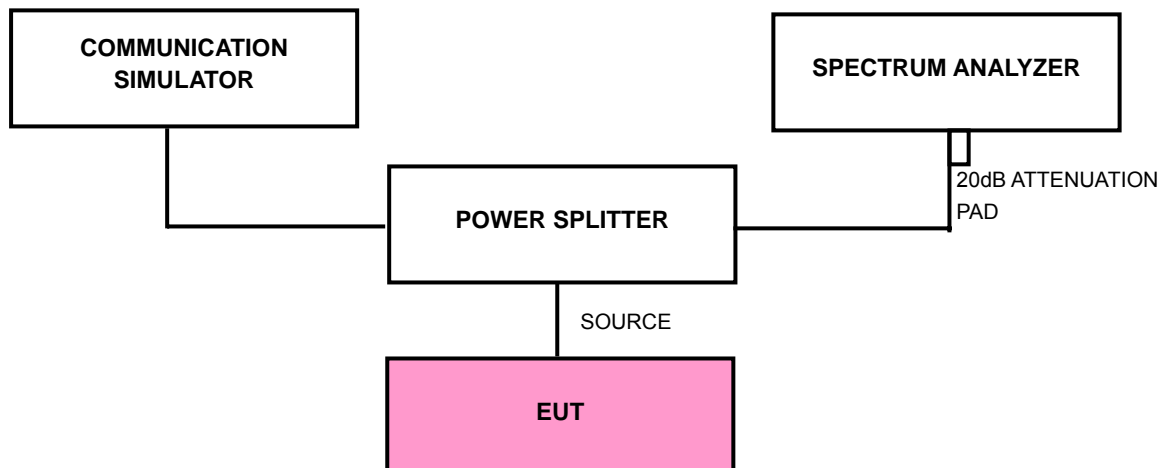 COMMUNICATION
SIMULATOR
SPECTRUM ANALYZER
20dB ATTENUATION
PAD
POWER SPLITTER
SOURCE
EUT